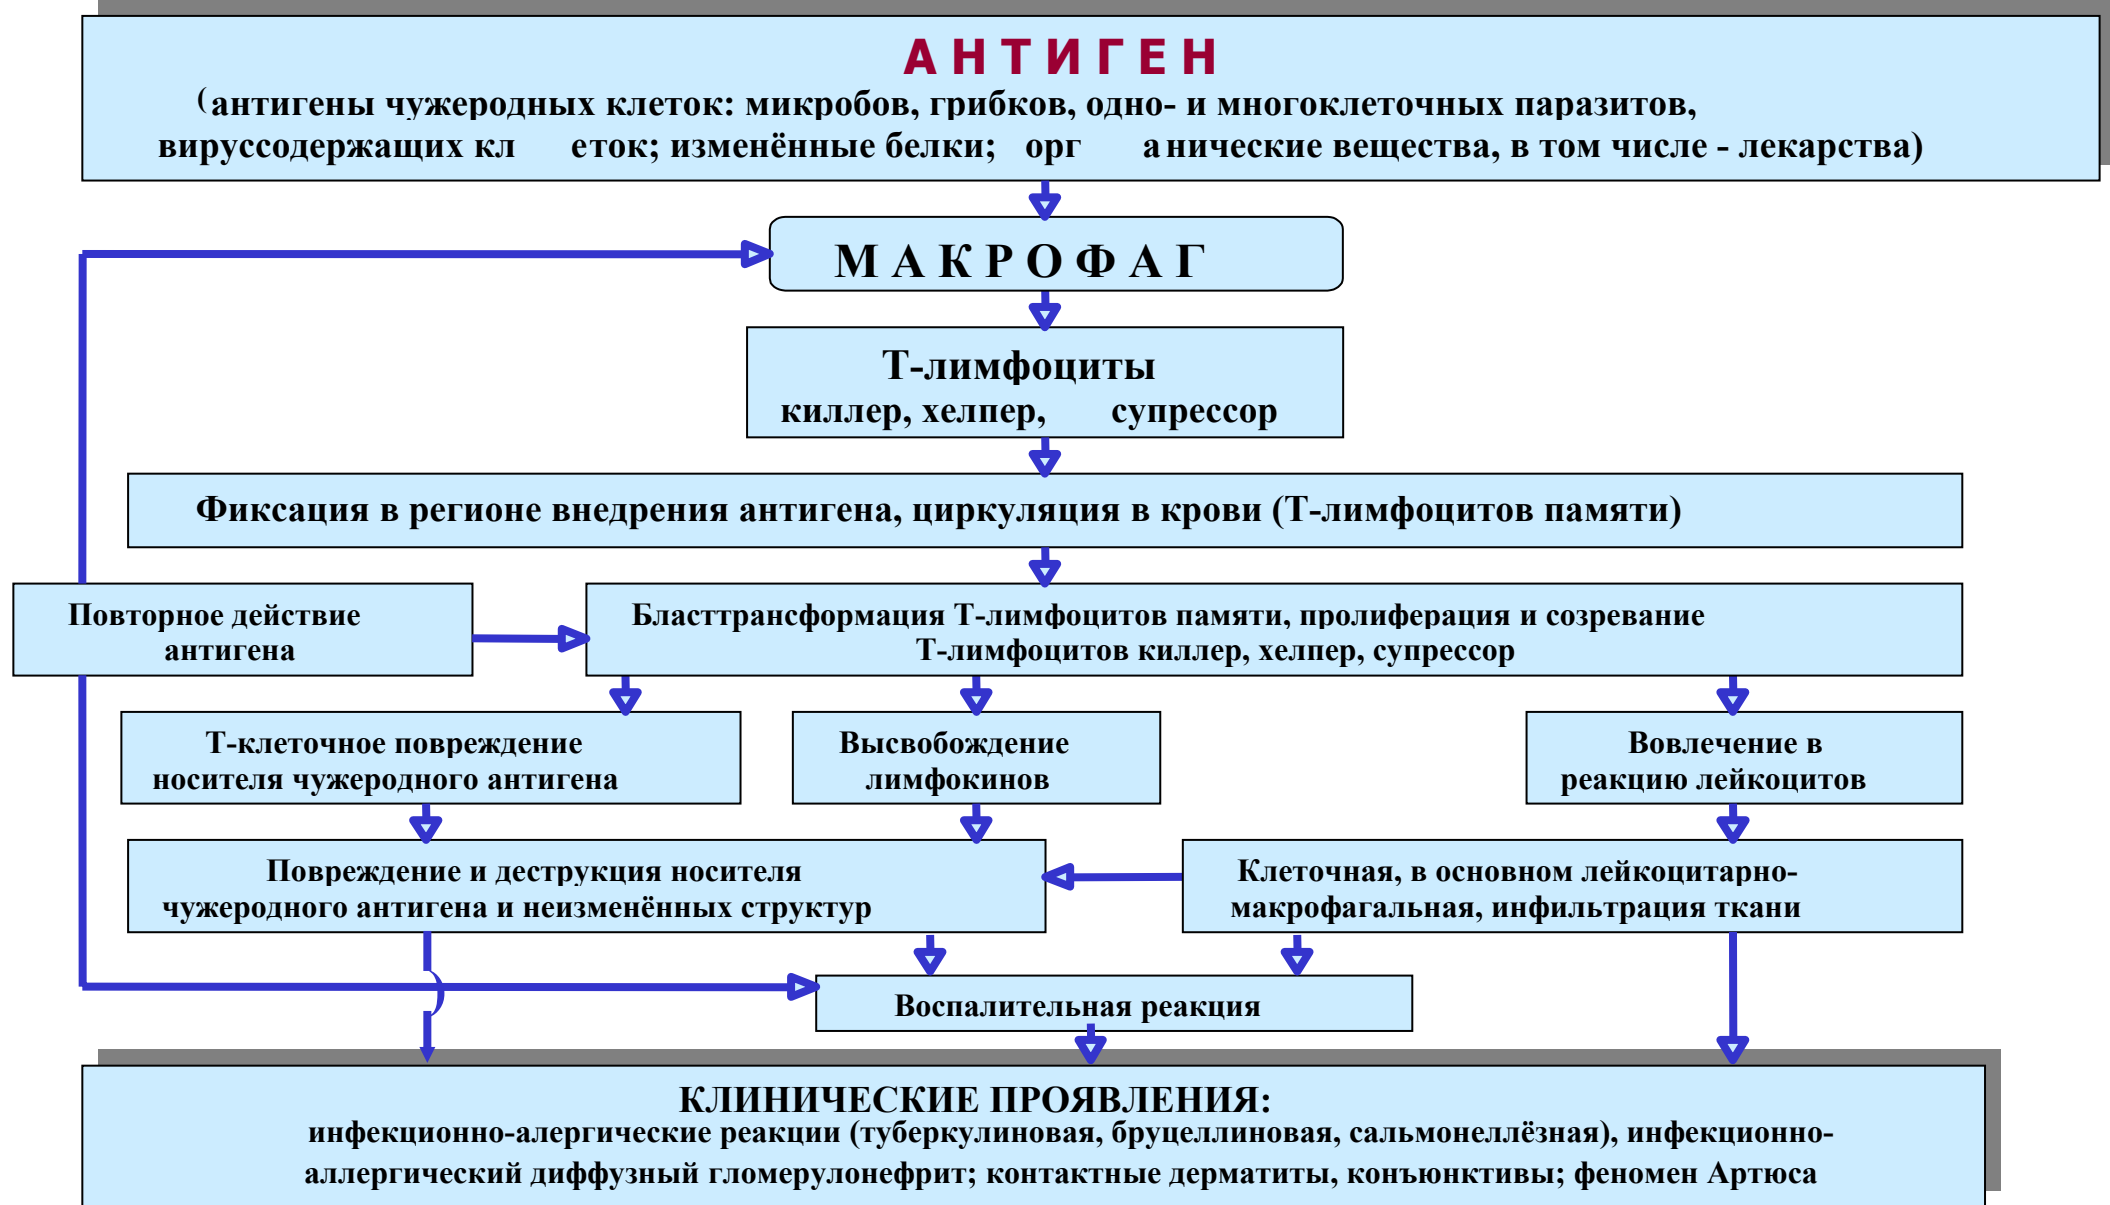 АНТИГЕН
(антигены чужеродных клеток: микробов, грибков, одно- и многоклеточных паразитов,
вируссодержащих кл еток; изменённые белки; орг анические вещества, в том числе - лекарства)
МАКРОФАГ
Т-лимфоциты
киллер, хелпер, супрессор
Фиксация в регионе внедрения антигена, циркуляция в крови (Т-лимфоцитов памяти)
Повторное действие
антигена
Бласттрансформация Т-лимфоцитов памяти, пролиферация и созревание
Т-лимфоцитов киллер, хелпер, супрессор
Т-клеточное повреждение
носителя чужеродного антигена
Высвобождение
лимфокинов
Вовлечение в
реакцию лейкоцитов
Повреждение и деструкция носителя
чужеродного антигена и неизменённых структур
Клеточная, в основном лейкоцитарно-
макрофагальная, инфильтрация ткани
Воспалительная реакция
КЛИНИЧЕСКИЕ ПРОЯВЛЕНИЯ:
инфекционно-алергические реакции (туберкулиновая, бруцеллиновая, сальмонеллёзная), инфекционно-
аллергический диффузный гломерулонефрит; контактные дерматиты, конъюнктивы; феномен Артюса